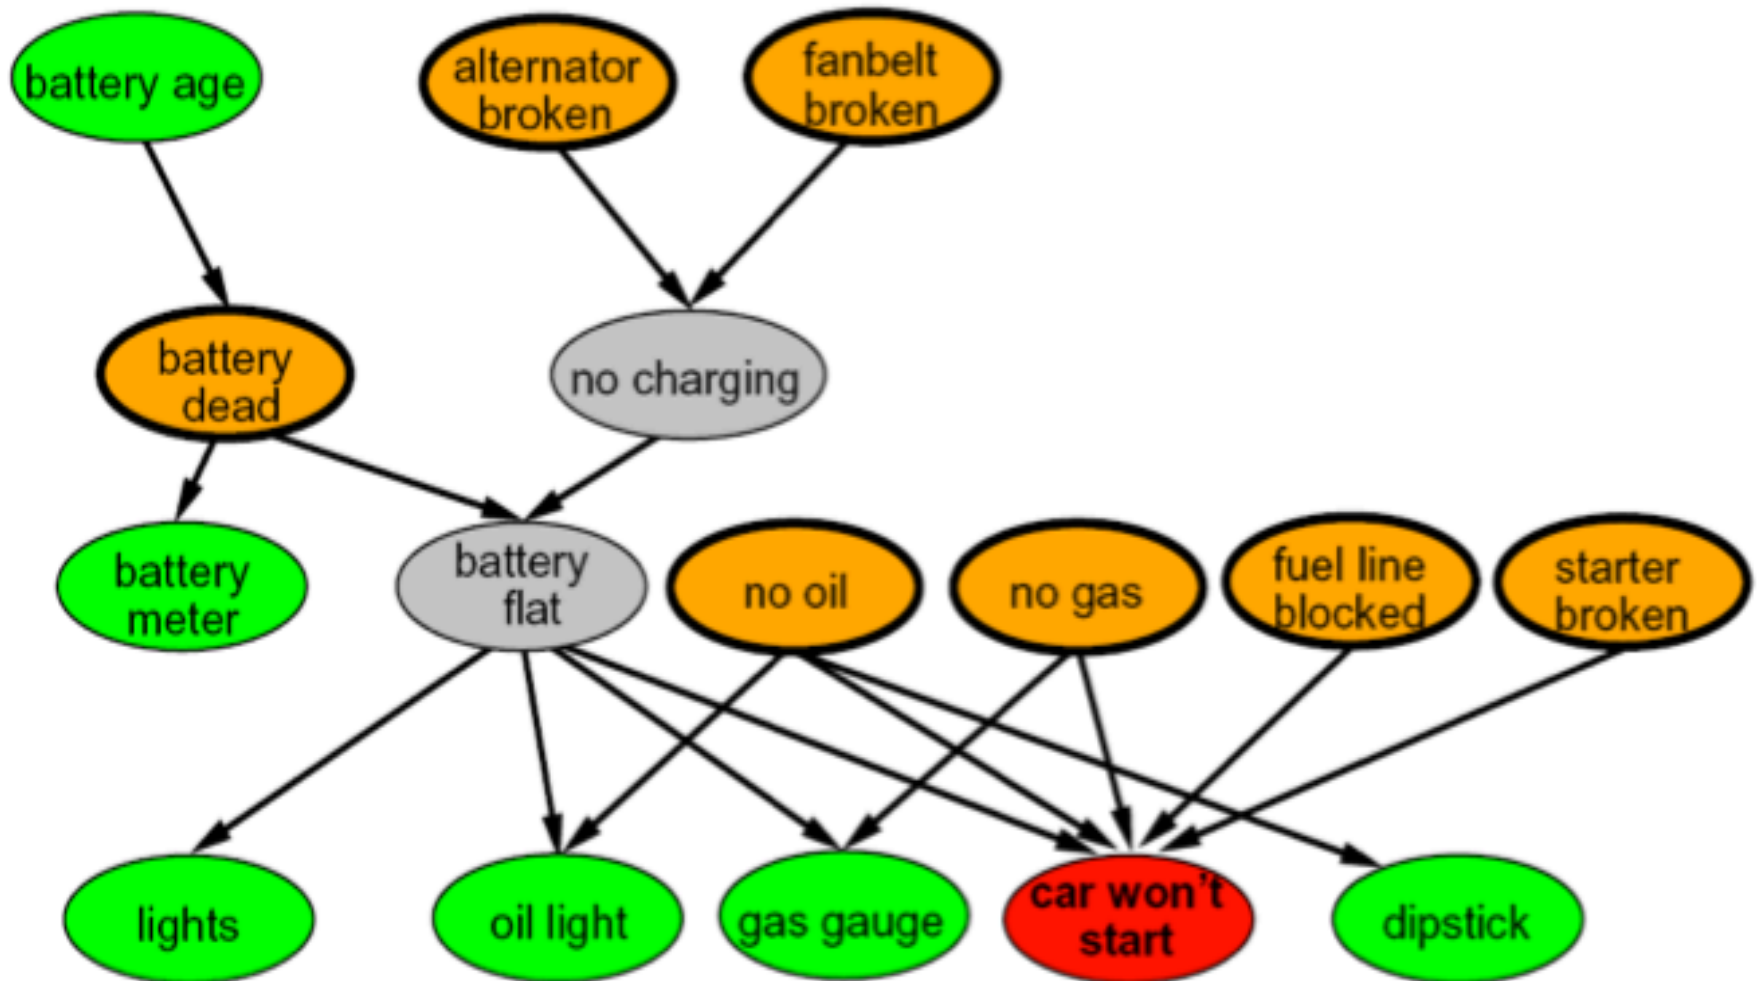 battery age
alternator
broken
fanbelt
broken
battery
dead
no charging
battery
meter
battery
flat
no oil
no gas
fuel line
blocked
starter
broken
lights
oil light
gas gauge
car won't
start
dipstick